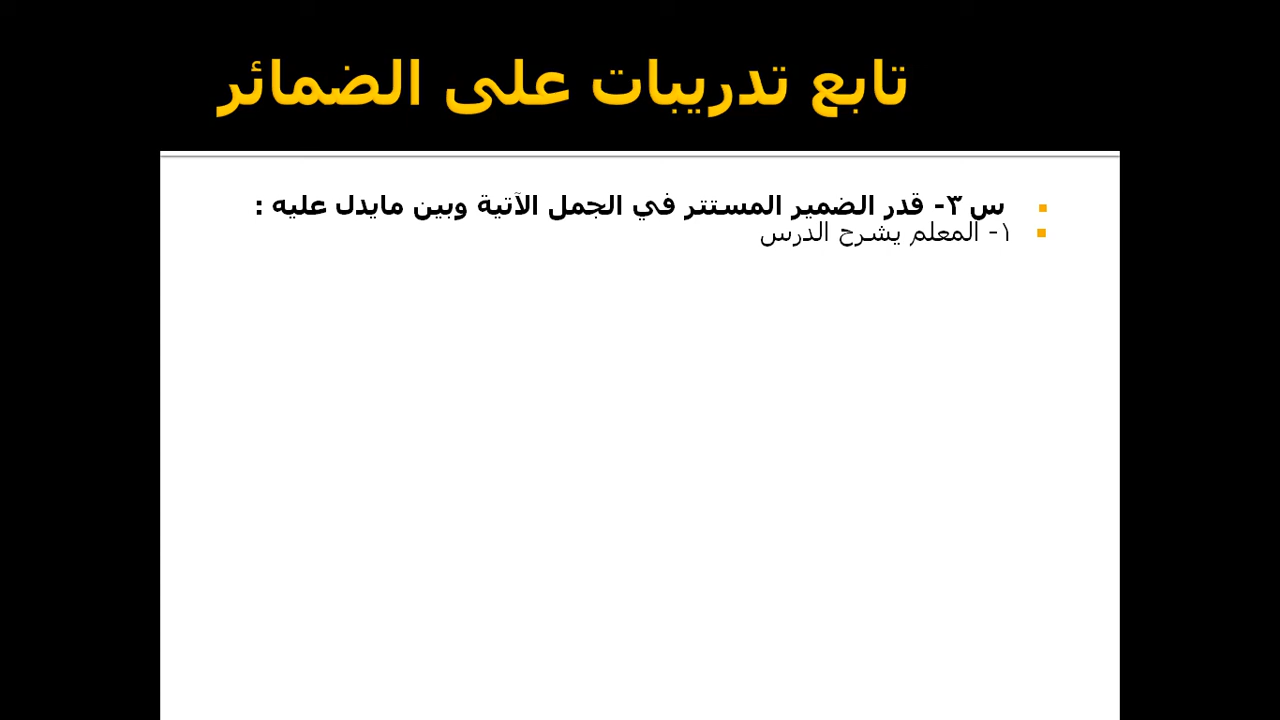 تابع تدريبات على الضمائر
س ٣- قدر الضمير المستتر في الجمل الآتية وبين مايدل عليه :
١- المعلم يشرح الدرس